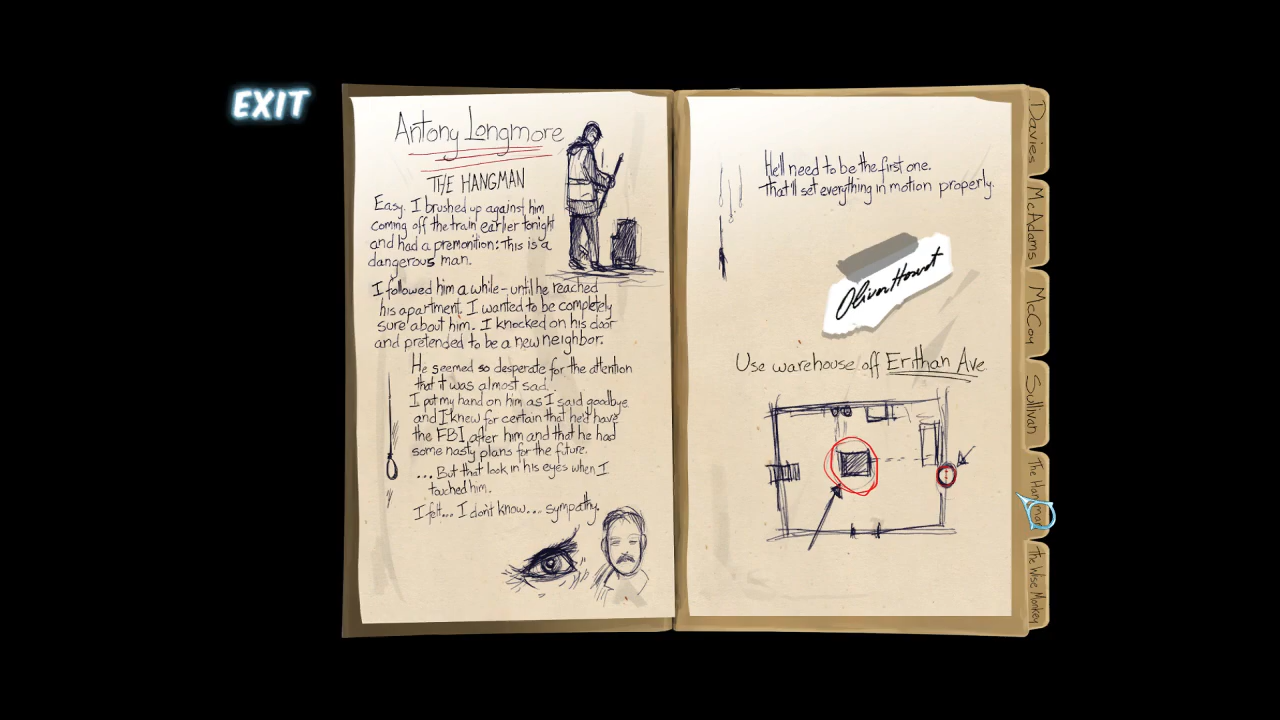 EXIT
Antony Longmore
THE HANGMAN
Easy. I brushed up against him
coming off the train earlier tonight
and had a premonition: This is a
dangerous man.
I followed him a while - until he reached
his apartment. I wanted to be completely
sure about him. I knocked on his door
and pretended to be a new neighbor.
He seemed so desperate for the attention
that it was almost sad.
I put my hand on him as I said goodbye
and I knew for certain that he'd have
the FBI after him and that he had
some nasty plans for the future.
...But that look in his eyes when I
touched him.
I felt... I don't know... sympathy.
He'll need to be the first one.
That'll set everything in motion properly.
Oliver
Use warehouse off Erithan Ave.
Davies
McAdams
McCoy
Sullivan
The Hangman
The Wise Monkey